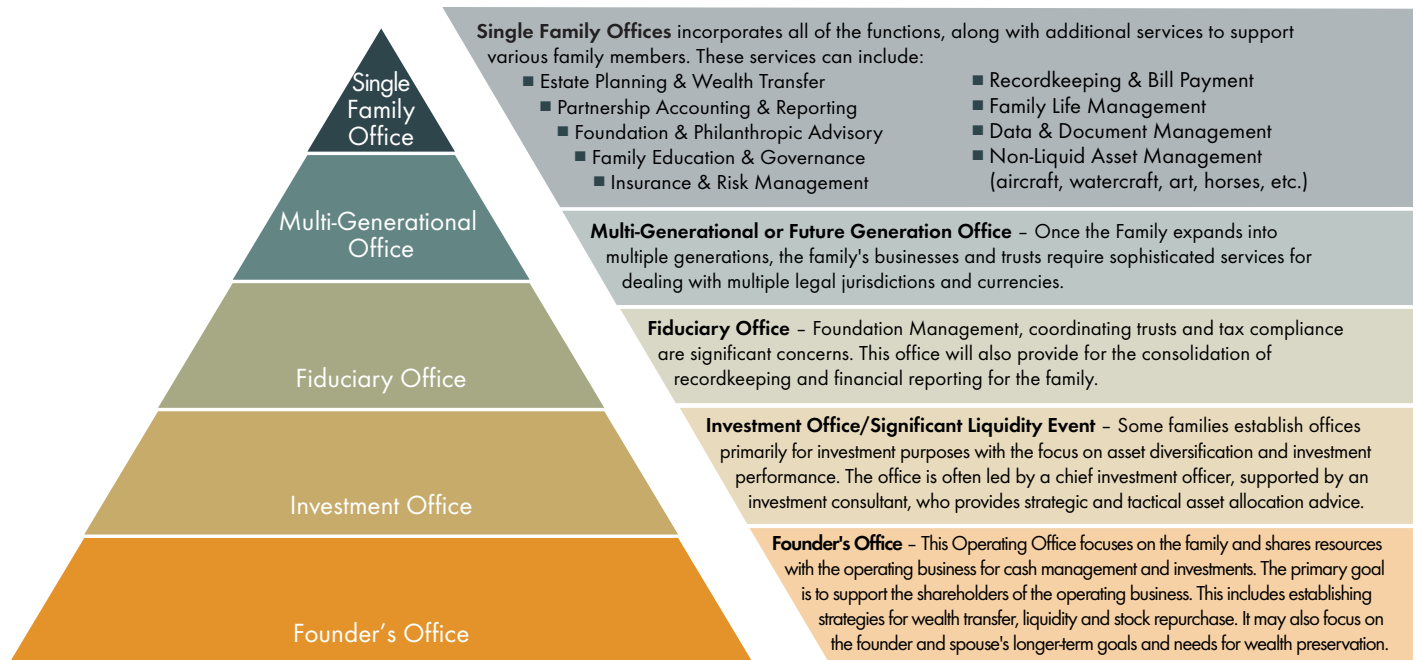 Single
Family
Office
Multi-Generational
Office
Fiduciary Office
Investment Office
Founder’s Office
Single Family Offices incorporates all of the functions, along with additional services to support
various family members. These services can include:
■ Estate Planning & Wealth Transfer
■ Partnership Accounting & Reporting
■ Foundation & Philanthropic Advisory
■ Family Education & Governance
■ Insurance & Risk Management
■ Recordkeeping & Bill Payment
■ Family Life Management
■ Data & Document Management
■ Non-Liquid Asset Management
(aircraft, watercraft, art, horses, etc.)
Multi-Generational or Future Generation Office – Once the Family expands into
multiple generations, the family's businesses and trusts require sophisticated services for
dealing with multiple legal jurisdictions and currencies.
Fiduciary Office – Foundation Management, coordinating trusts and tax compliance
are significant concerns. This office will also provide for the consolidation of
recordkeeping and financial reporting for the family.
Investment Office/Significant Liquidity Event – Some families establish offices
primarily for investment purposes with the focus on asset diversification and investment
performance. The office is often led by a chief investment officer, supported by an
investment consultant, who provides strategic and tactical asset allocation advice.
Founder's Office – This Operating Office focuses on the family and shares resources
with the operating business for cash management and investments. The primary goal
is to support the shareholders of the operating business. This includes establishing
strategies for wealth transfer, liquidity and stock repurchase. It may also focus on
the founder and spouse's longer-term goals and needs for wealth preservation.